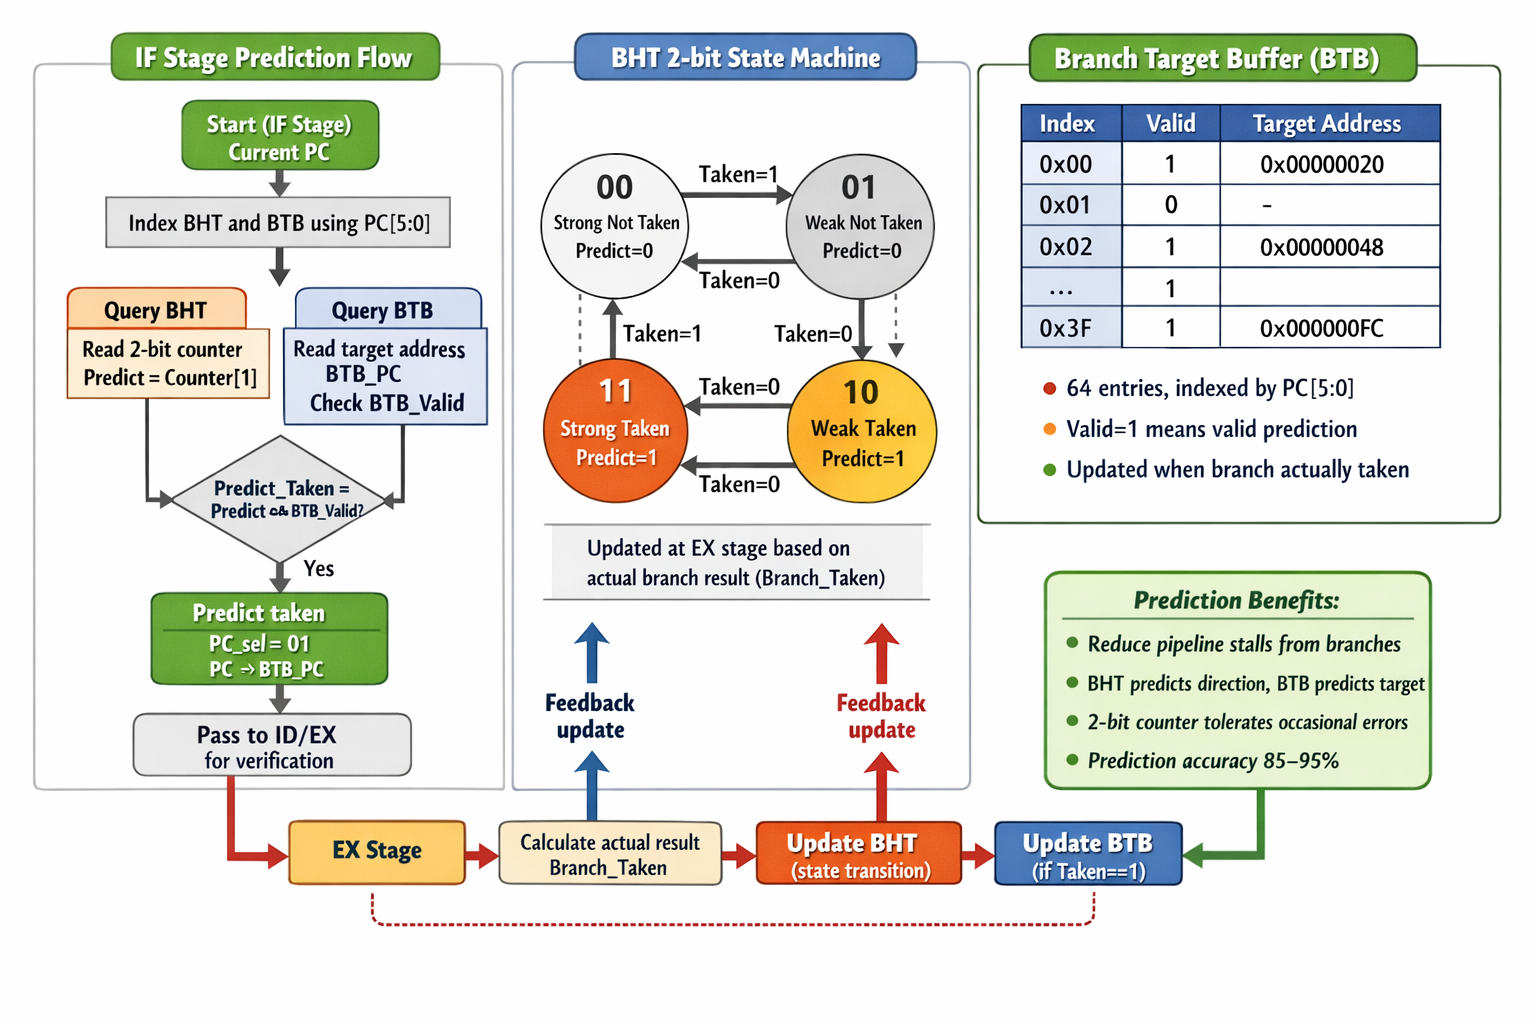 IF Stage Prediction Flow
Start (IF Stage)
Current PC
Index BHT and BTB using PC[5:0]
Query BHT
Read 2-bit counter
Predict = Counter[1]
Query BTB
Read target address
BTB_PC
Check BTB_Valid
Predict_Taken =
Predict && BTB_Valid?
Yes
Predict taken
PC_sel = 01
PC → BTB_PC
Pass to ID/EX
for verification
BHT 2-bit State Machine
00
Strong Not Taken
Predict=0
Taken=1
01
Weak Not Taken
Predict=0
Taken=0
Taken=1
Taken=0
11
Strong Taken
Predict=1
Taken=0
10
Weak Taken
Predict=1
Taken=0
Updated at EX stage based on
actual branch result (Branch_Taken)
Feedback
update
Feedback
update
Branch Target Buffer (BTB)
Index Valid Target Address
0x00 1 0x00000020
0x01 0 –
0x02 1 0x00000048
... 1
0x3F 1 0x000000FC
64 entries, indexed by PC[5:0]
Valid=1 means valid prediction
Updated when branch actually taken
Prediction Benefits:
Reduce pipeline stalls from branches
BHT predicts direction, BTB predicts target
2-bit counter tolerates occasional errors
Prediction accuracy 85–95%
EX Stage
Calculate actual result
Branch_Taken
Update BHT
(state transition)
Update BTB
(if Taken==1)